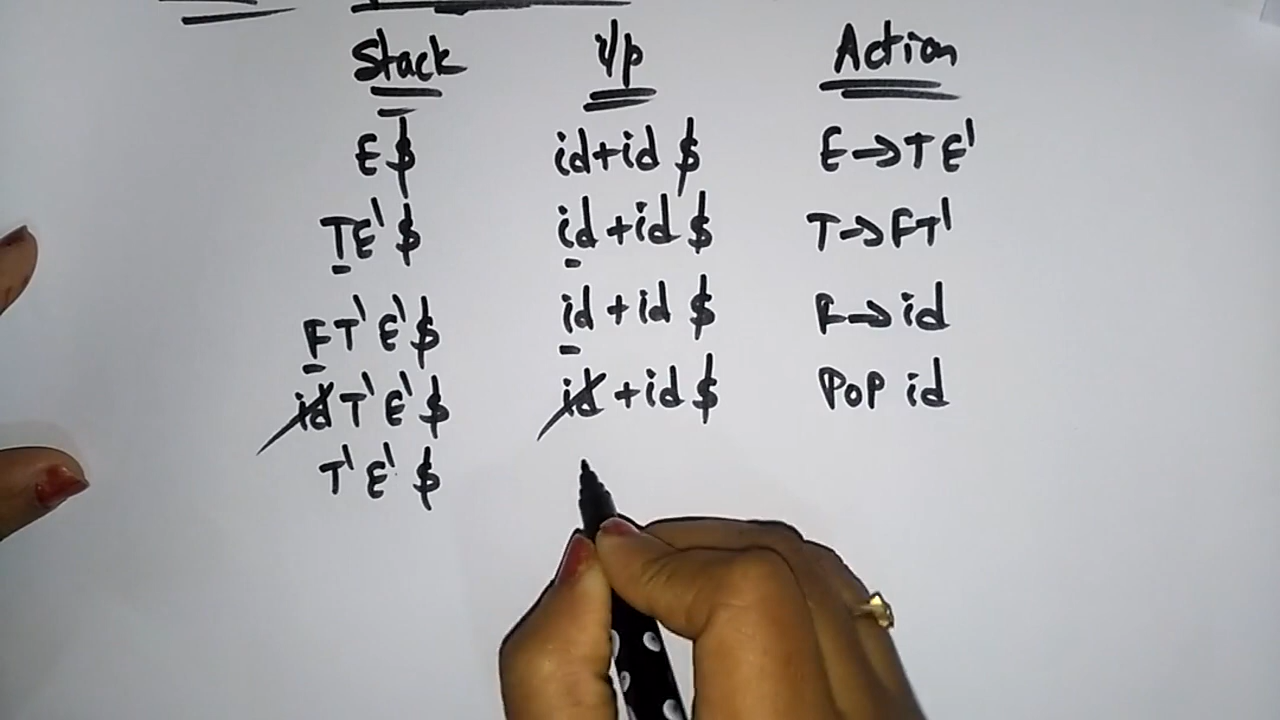 Stack i/p Action
E$ id+id $ E→TE'
TE'$ id+id $ T→FT'
FT'E'$ id+id $ F→id
idT'E'$ id+id $ POP id
T'E'$